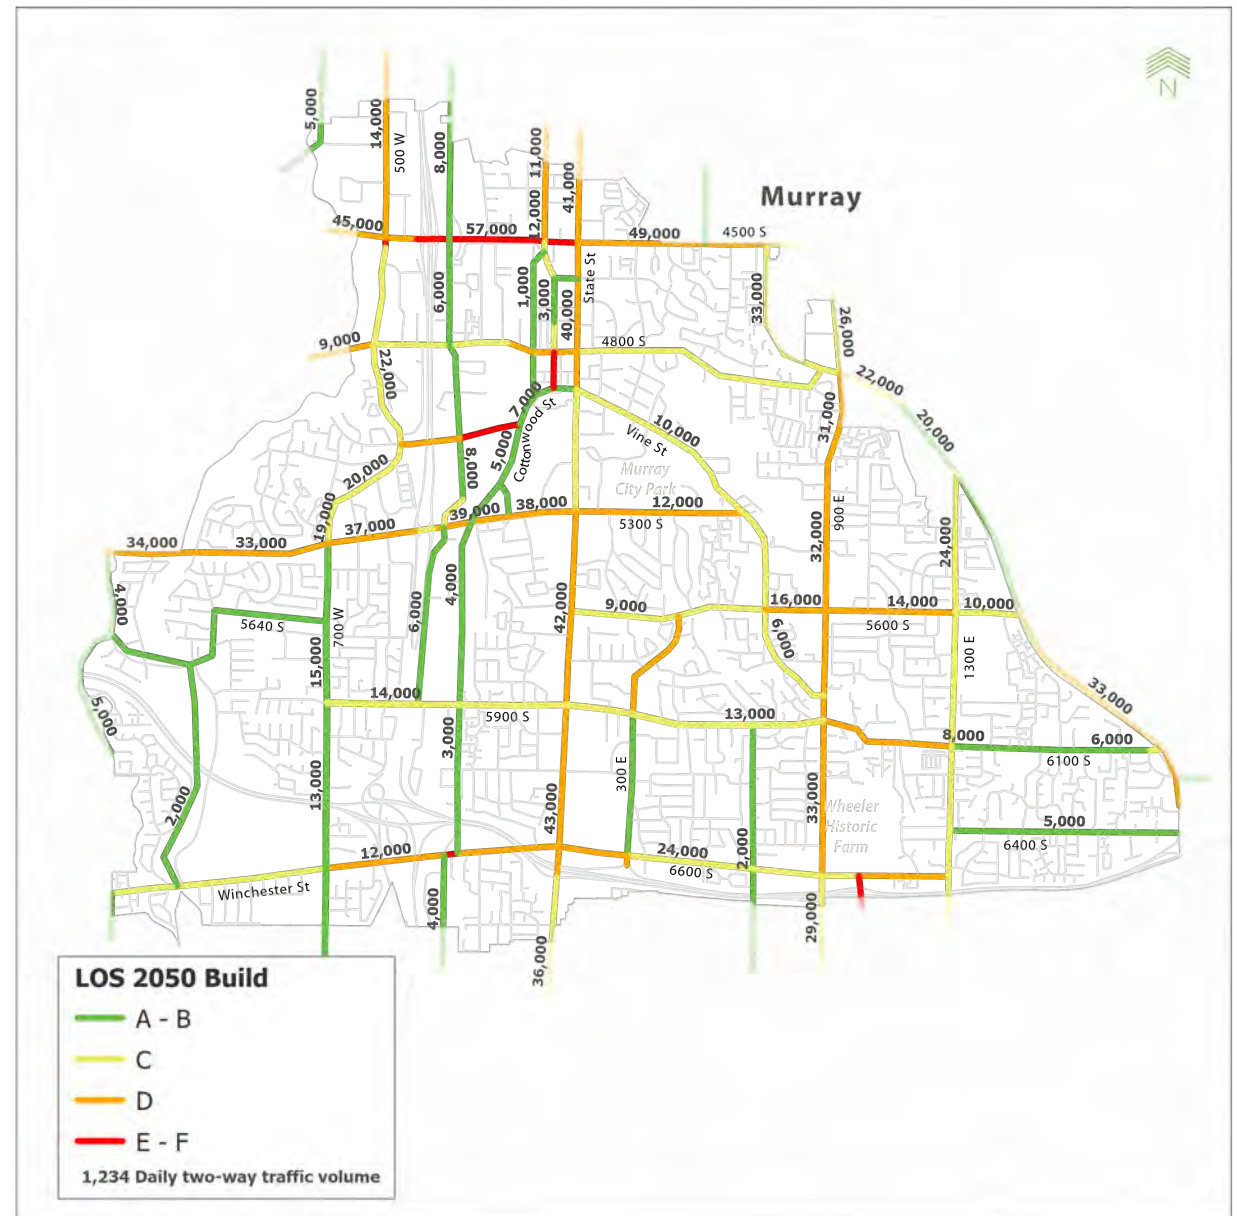 N
Murray
5,000
14,000
500 W
8,000
11,000
41,000
12,000
45,000
57,000
49,000
4500 S
6,000
1,000
3,000
40,000
State St
33,000
26,000
9,000
4800 S
22,000
22,000
20,000
31,000
7,000
Cottonwood St
10,000
Vine St
Murray
City Park
5,000
8,000
20,000
19,000
37,000
39,000
38,000
12,000
5300 S
900 E
32,000
24,000
34,000
33,000
4,000
5640 S
700 W
15,000
6,000
4,000
42,000
9,000
16,000
14,000
5600 S
10,000
6,000
1300 E
33,000
5,000
14,000
5900 S
13,000
8,000
6,000
6100 S
3,000
300 E
2,000
13,000
43,000
33,000
Wheeler
Historic
Farm
5,000
6400 S
12,000
24,000
6600 S
2,000
Winchester St
4,000
29,000
36,000
LOS 2050 Build
A - B
C
D
E - F
1,234 Daily two-way traffic volume